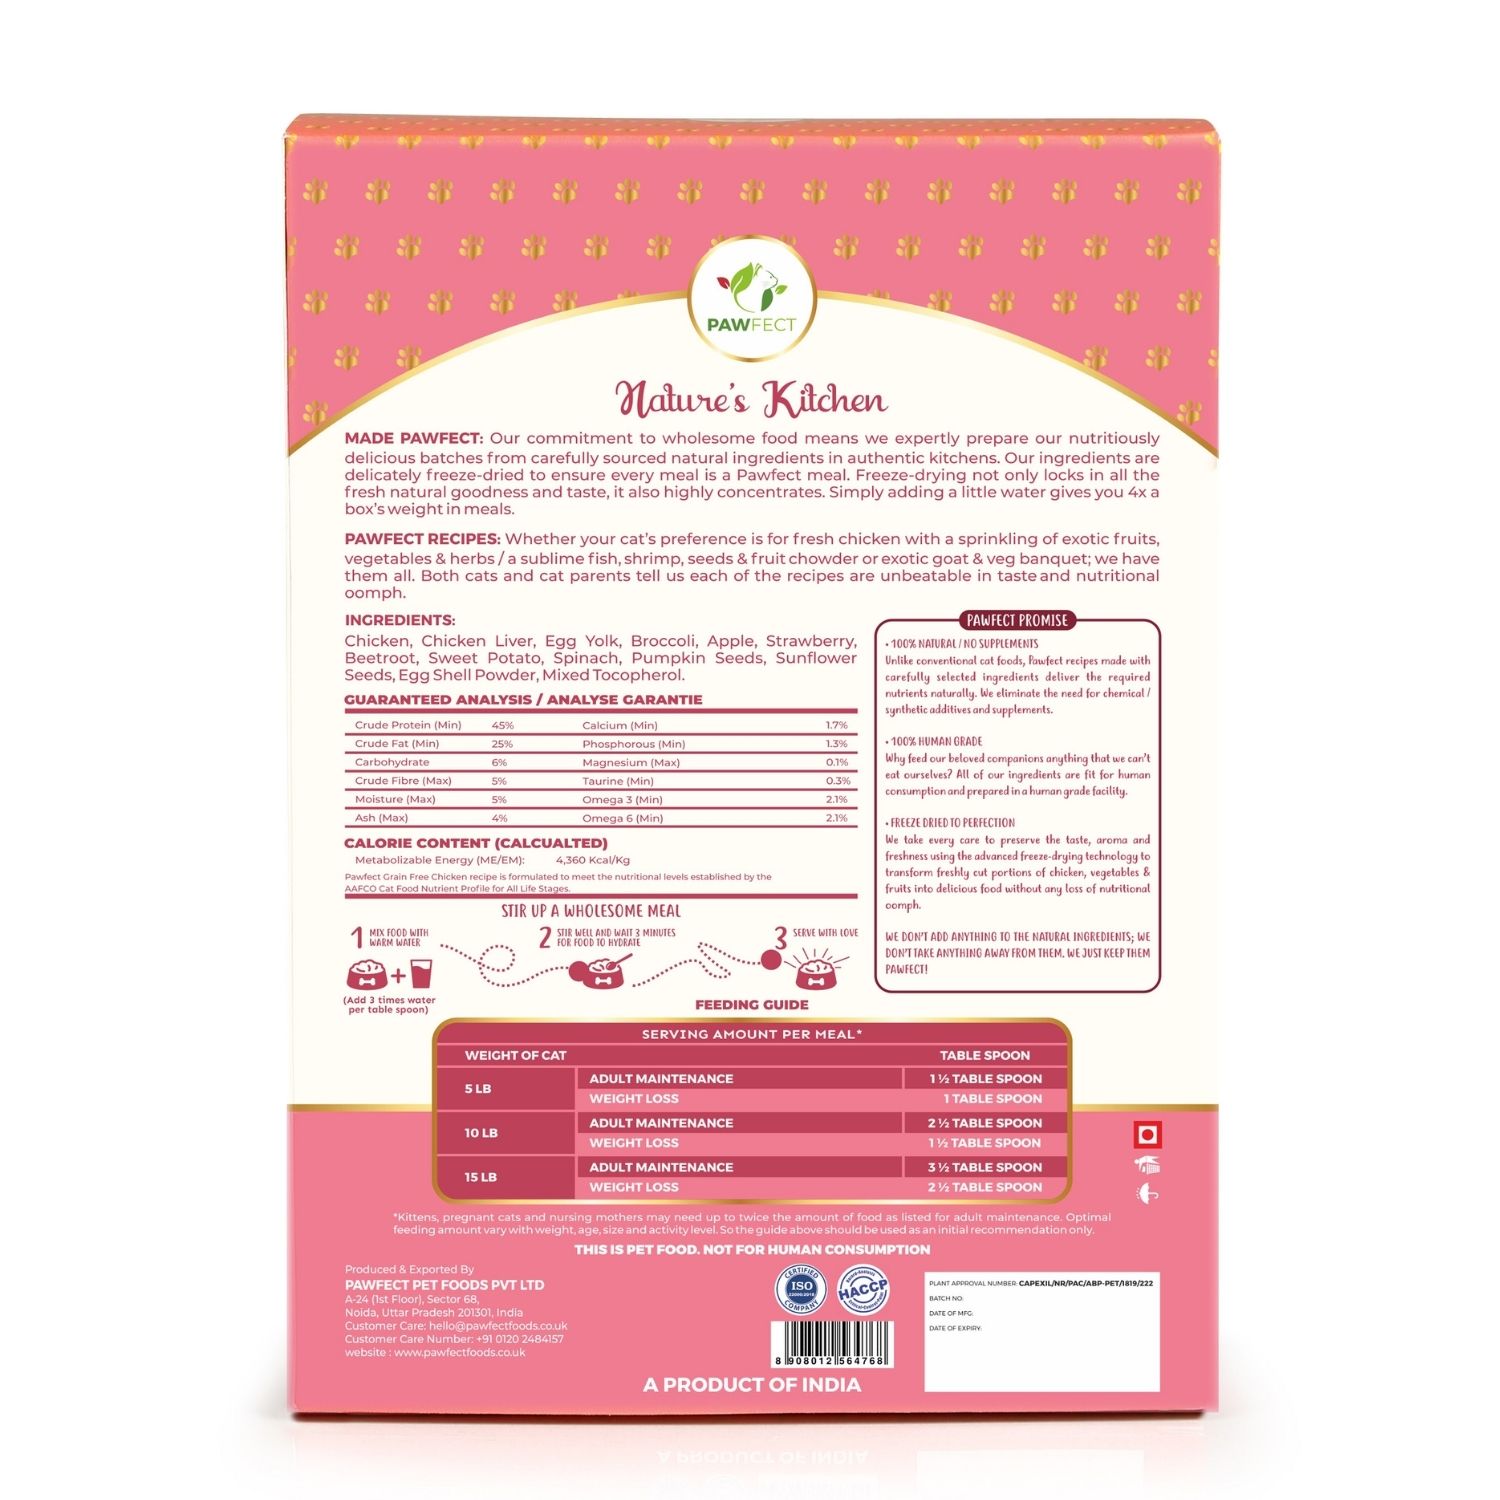 PAWFECT
Nature's Kitchen
MADE PAWFECT: Our commitment to wholesome food means we expertly prepare our nutritiously
delicious batches from carefully sourced natural ingredients in authentic kitchens. Our ingredients are
delicately freeze-dried to ensure every meal is a Pawfect meal. Freeze-drying not only locks in all the
fresh natural goodness and taste, it also highly concentrates. Simply adding a little water gives you 4x a
box's weight in meals.
PAWFECT RECIPES: Whether your cat's preference is for fresh chicken with a sprinkling of exotic fruits,
vegetables & herbs / a sublime fish, shrimp, seeds & fruit chowder or exotic goat & veg banquet; we have
them all. Both cats and cat parents tell us each of the recipes are unbeatable in taste and nutritional
oomph.
INGREDIENTS:
Chicken, Chicken Liver, Egg Yolk, Broccoli, Apple, Strawberry,
Beetroot, Sweet Potato, Spinach, Pumpkin Seeds, Sunflower
Seeds, Egg Shell Powder, Mixed Tocopherol.
GUARANTEED ANALYSIS / ANALYSE GARANTIE
Crude Protein (Min) 45% Calcium (Min) 1.7%
Crude Fat (Min) 25% Phosphorous (Min) 1.3%
Carbohydrate 6% Magnesium (Max) 0.1%
Crude Fibre (Max) 5% Taurine (Min) 0.3%
Moisture (Max) 5% Omega 3 (Min) 2.1%
Ash (Max) 4% Omega 6 (Min) 2.1%
CALORIE CONTENT (CALCUALTED)
Metabolizable Energy (ME/EM): 4,360 Kcal/Kg
Pawfect Grain Free Chicken recipe is formulated to meet the nutritional levels established by the
AAFCO Cat Food Nutrient Profile for All Life Stages.
PAWFECT PROMISE
• 100% NATURAL / NO SUPPLEMENTS
Unlike conventional cat foods, Pawfect recipes made with
carefully selected ingredients deliver the required
nutrients naturally. We eliminate the need for chemical /
synthetic additives and supplements.
• 100% HUMAN GRADE
Why feed our beloved companions anything that we can't
eat ourselves? All of our ingredients are fit for human
consumption and prepared in a human grade facility.
• FREEZE DRIED TO PERFECTION
We take every care to preserve the taste, aroma and
freshness using the advanced freeze-drying technology to
transform freshly cut portions of chicken, vegetables &
fruits into delicious food without any loss of nutritional
oomph.
WE DON'T ADD ANYTHING TO THE NATURAL INGREDIENTS; WE
DON'T TAKE ANYTHING AWAY FROM THEM. WE JUST KEEP THEM
PAWFECT!
STIR UP A WHOLESOME MEAL
1 MIX FOOD WITH
WARM WATER
(Add 3 times water
per table spoon)
2 STIR WELL AND WAIT 3 MINUTES
FOR FOOD TO HYDRATE
3 SERVE WITH LOVE
FEEDING GUIDE
SERVING AMOUNT PER MEAL*
WEIGHT OF CAT TABLE SPOON
5 LB ADULT MAINTENANCE 1 ½ TABLE SPOON
WEIGHT LOSS 1 TABLE SPOON
10 LB ADULT MAINTENANCE 2 ½ TABLE SPOON
WEIGHT LOSS 1 ½ TABLE SPOON
15 LB ADULT MAINTENANCE 3 ½ TABLE SPOON
WEIGHT LOSS 2 ½ TABLE SPOON
*Kittens, pregnant cats and nursing mothers may need up to twice the amount of food as listed for adult maintenance. Optimal
feeding amount vary with weight, age, size and activity level. So the guide above should be used as an initial recommendation only.
THIS IS PET FOOD. NOT FOR HUMAN CONSUMPTION
Produced & Exported By
PAWFECT PET FOODS PVT LTD
A-24 (1st Floor), Sector 68,
Noida, Uttar Pradesh 201301, India
Customer Care: hello@pawfectfoods.co.uk
Customer Care Number: +91 0120 2484157
website : www.pawfectfoods.co.uk
CERTIFIED
ISO
COMPANY
HACCP
8 908012 564768
PLANT APPROVAL NUMBER: CAPEXIL/NR/PAC/ABP-PET/1819/222
BATCH NO:
DATE OF MFG:
DATE OF EXPIRY:
A PRODUCT OF INDIA